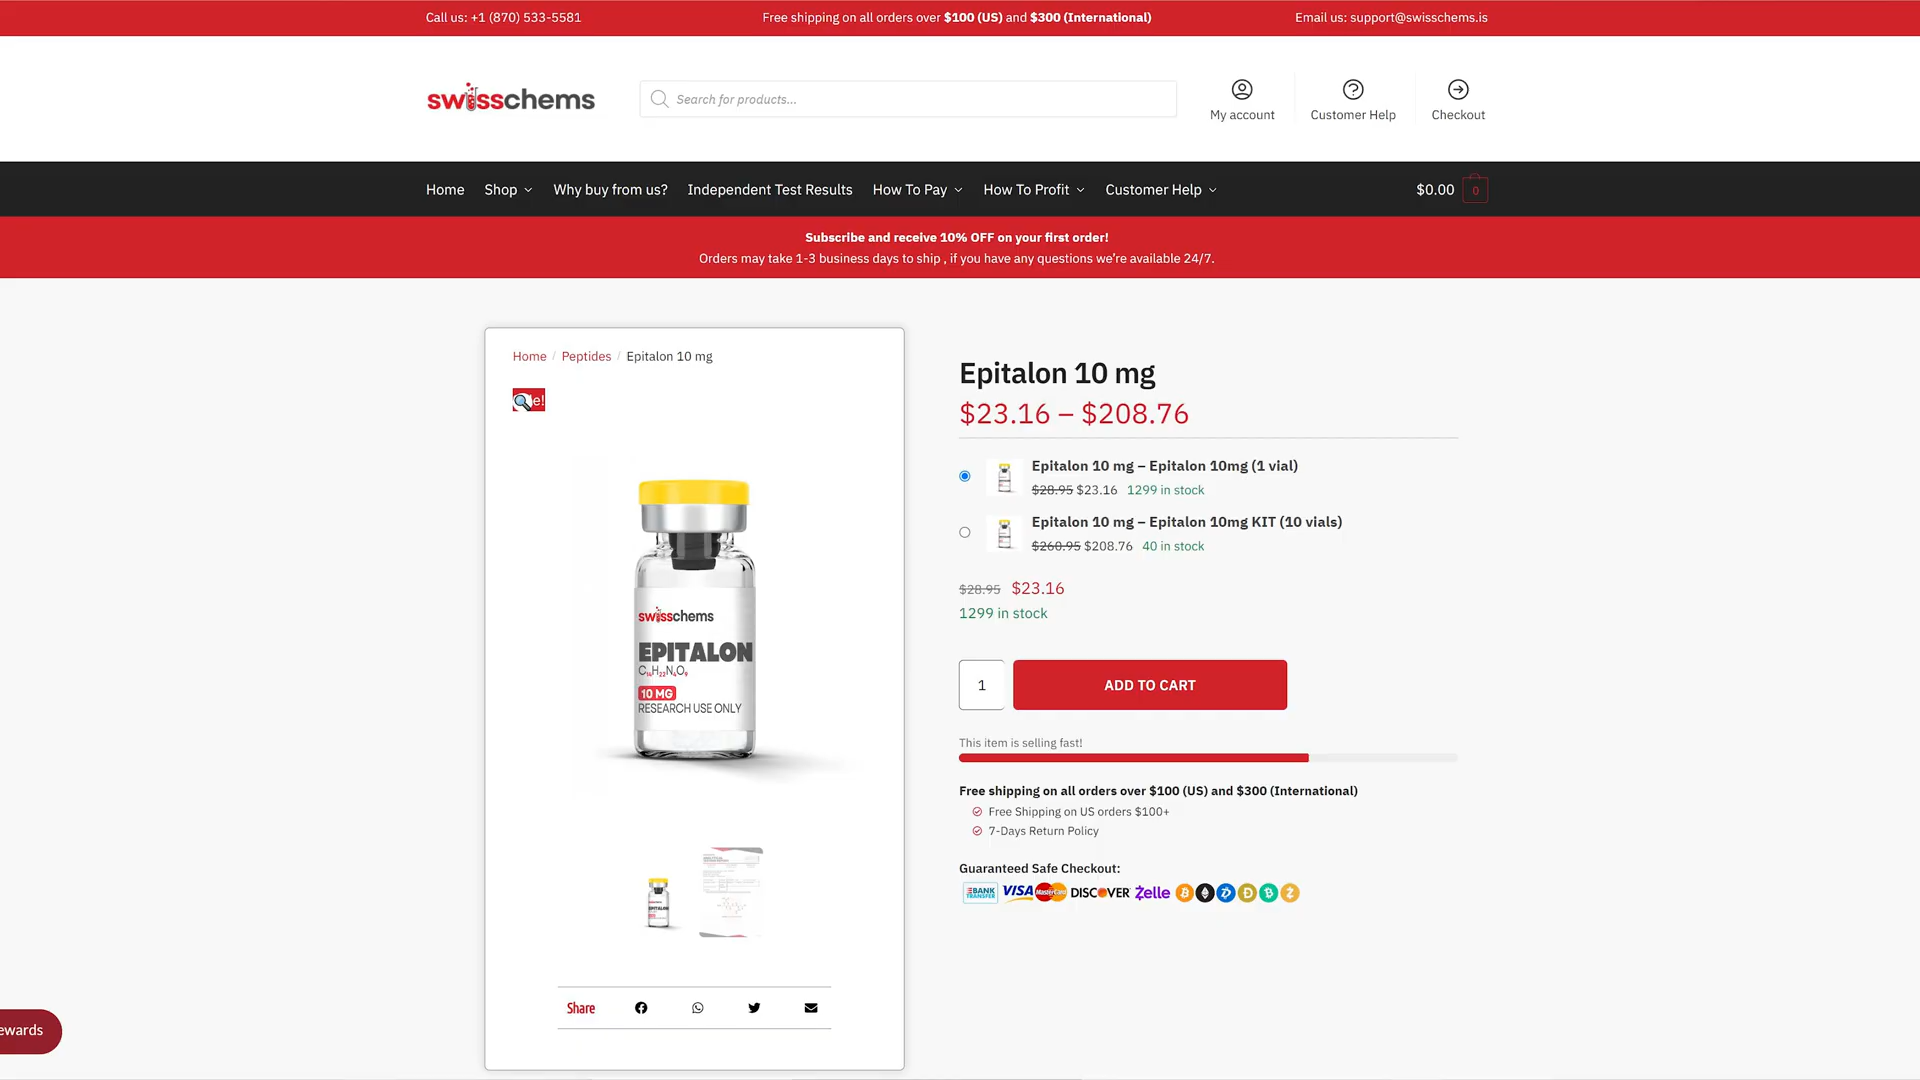 Call us: +1 (870) 533-5581
Free shipping on all orders over $100 (US) and $300 (International)
Email us: support@swisschems.is
swisschems
Search for products...
My account
Customer Help
Checkout
Home
Shop
Why buy from us?
Independent Test Results
How To Pay
How To Profit
Customer Help
$0.00
0
Subscribe and receive 10% OFF on your first order!
Orders may take 1-3 business days to ship , if you have any questions we're available 24/7.
Home / Peptides / Epitalon 10 mg
e!
swisschems
EPITALON
C₁₄H₂₂N₄O₉
10 MG
RESEARCH USE ONLY
Share
Epitalon 10 mg
$23.16 – $208.76
Epitalon 10 mg – Epitalon 10mg (1 vial)
$28.95 $23.16 1299 in stock
Epitalon 10 mg – Epitalon 10mg KIT (10 vials)
$260.95 $208.76 40 in stock
$28.95 $23.16
1299 in stock
1
ADD TO CART
This item is selling fast!
Free shipping on all orders over $100 (US) and $300 (International)
Free Shipping on US orders $100+
7-Days Return Policy
Guaranteed Safe Checkout:
BANK TRANSFER VISA MasterCard DISCOVER Zelle
ewards